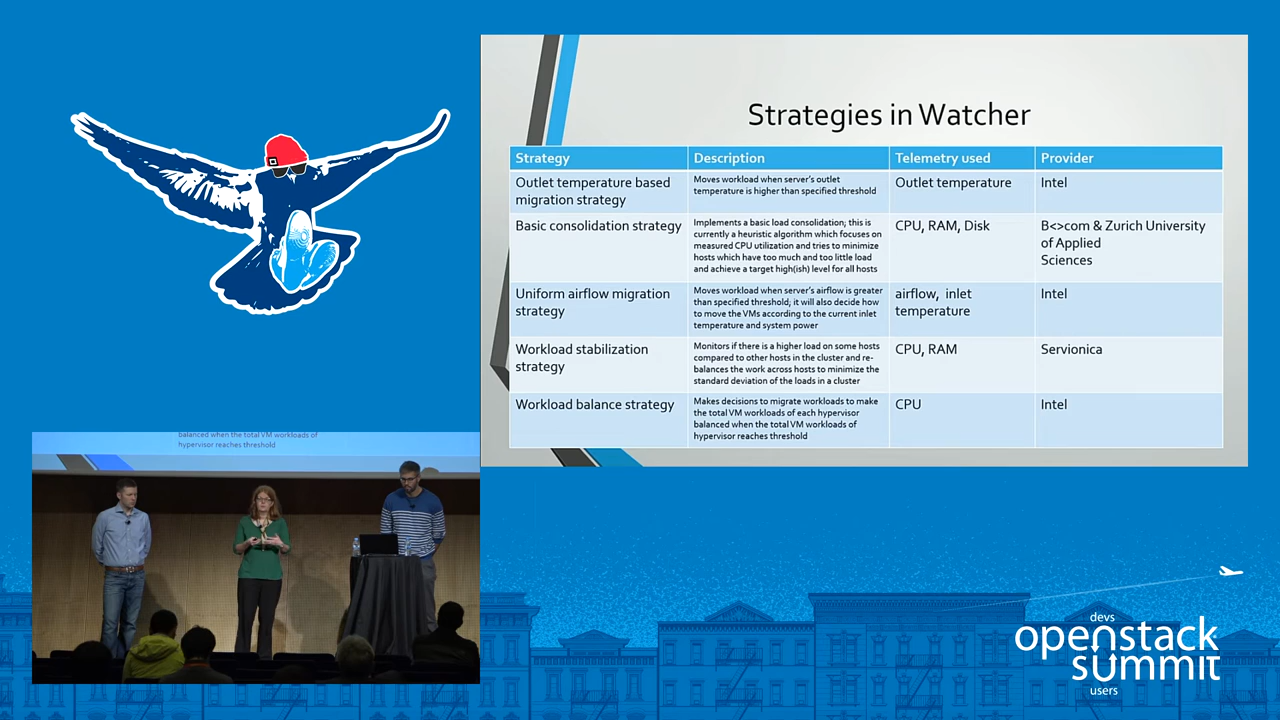 Strategies in Watcher
Strategy Description Telemetry used Provider
Outlet temperature based
migration strategy
Moves workload when server's outlet
temperature is higher than specified threshold
Outlet temperature
Intel
Basic consolidation strategy
Implements a basic load consolidation; this is
currently a heuristic algorithm which focuses on
measured CPU utilization and tries to minimize
hosts which have too much and too little load
and achieve a target high(ish) level for all hosts
CPU, RAM, Disk
B<>com & Zurich University
of Applied
Sciences
Uniform airflow migration
strategy
Moves workload when server's airflow is greater
than specified threshold; it will also decide how
to move the VMs according to the current inlet
temperature and system power
airflow, inlet
temperature
Intel
Workload stabilization
strategy
Monitors if there is a higher load on some hosts
compared to other hosts in the cluster and re-
balances the work across hosts to minimize the
standard deviation of the loads in a cluster
CPU, RAM
Servionica
Workload balance strategy
Makes decisions to migrate workloads to make
the total VM workloads of each hypervisor
balanced when the total VM workloads of
hypervisor reaches threshold
CPU
Intel
balanced when the total VM workloads of
hypervisor reaches threshold
devs
openstack
summit
users